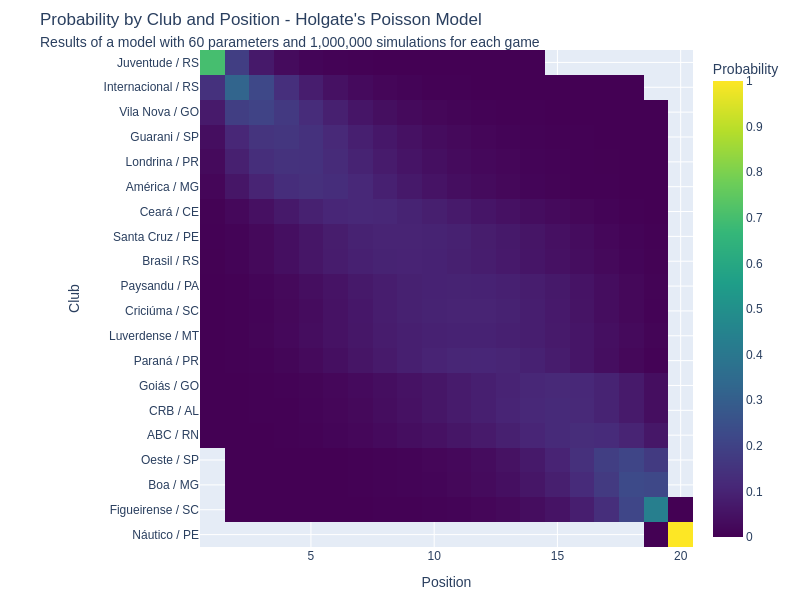 Probability by Club and Position - Holgate's Poisson Model
Results of a model with 60 parameters and 1,000,000 simulations for each game
Probability
Club
Juventude / RS
Internacional / RS
Vila Nova / GO
Guarani / SP
Londrina / PR
América / MG
Ceará / CE
Santa Cruz / PE
Brasil / RS
Paysandu / PA
Criciúma / SC
Luverdense / MT
Paraná / PR
Goiás / GO
CRB / AL
ABC / RN
Oeste / SP
Boa / MG
Figueirense / SC
Náutico / PE
5
10
15
20
Position
1
0.9
0.8
0.7
0.6
0.5
0.4
0.3
0.2
0.1
0